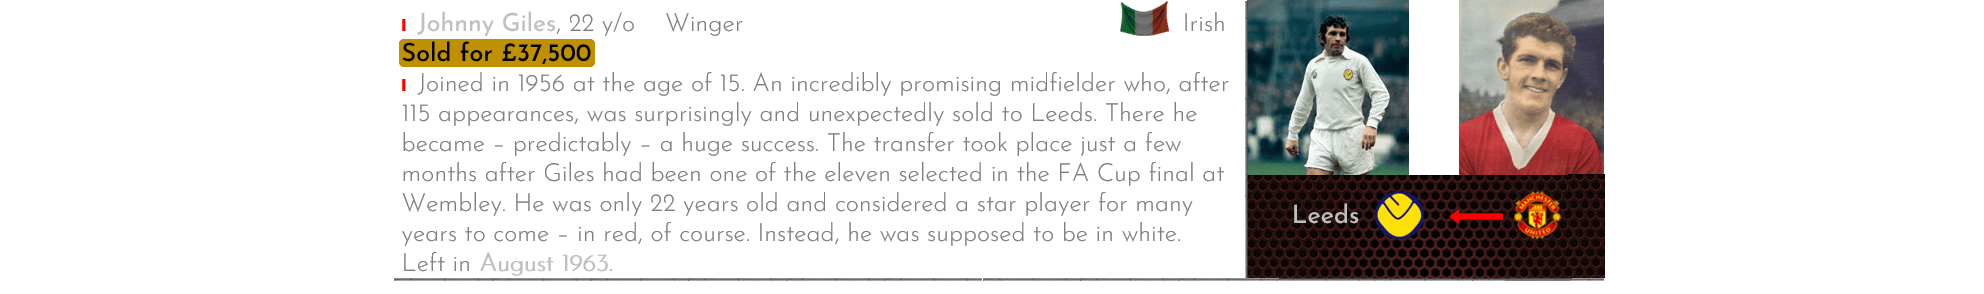 Johnny Giles, 22 y/o Winger Irish
Sold for £37,500
Joined in 1956 at the age of 15. An incredibly promising midfielder who, after
115 appearances, was surprisingly and unexpectedly sold to Leeds. There he
became – predictably – a huge success. The transfer took place just a few
months after Giles had been one of the eleven selected in the FA Cup final at
Wembley. He was only 22 years old and considered a star player for many
years to come – in red, of course. Instead, he was supposed to be in white.
Left in August 1963.
Leeds
MANCHESTER
UNITED